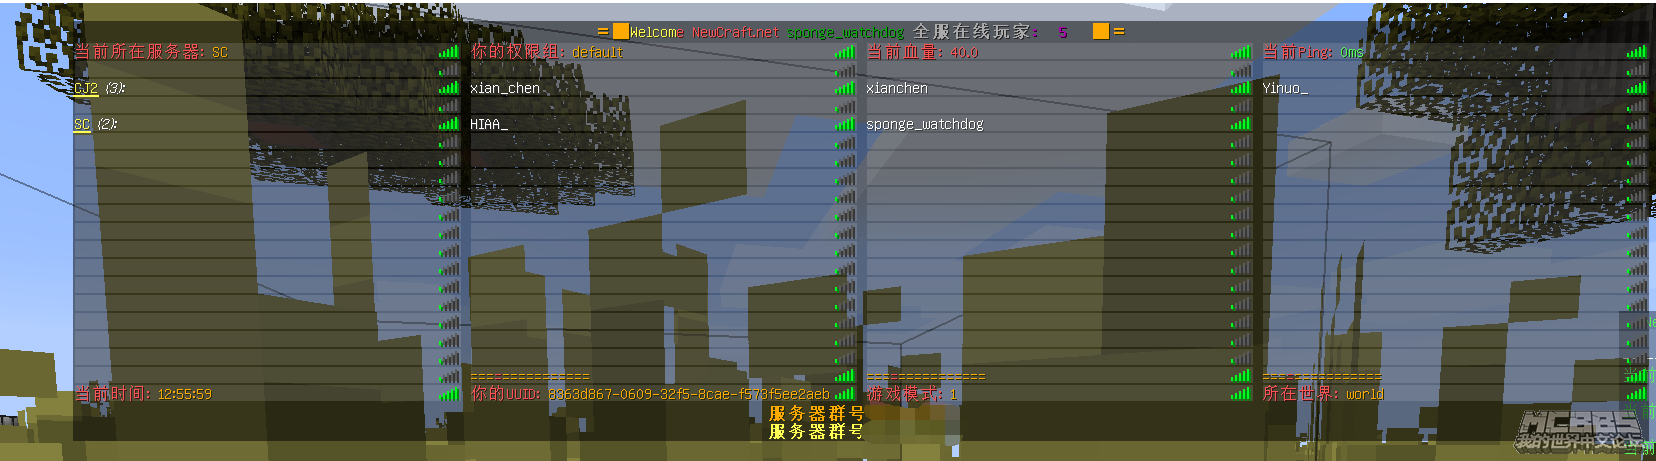 =Welcome NewCraft.net sponge_watchdog 全服在线玩家: 5 =
当前所在服务器: SC 你的权限组: default 当前血量: 40.0 当前Ping: 0ms
CJ2 (3): xian_chen xianchen Yinuo_
SC (2): HIAA_ sponge_watchdog
============== ============== ==============
当前时间: 12:55:59 你的UUID: 8363d867-0609-32f5-8cae-f573f5ee2aeb 游戏模式: 1 所在世界: world
服务器群号
服务器群号
MCBBS
我的世界中文论坛